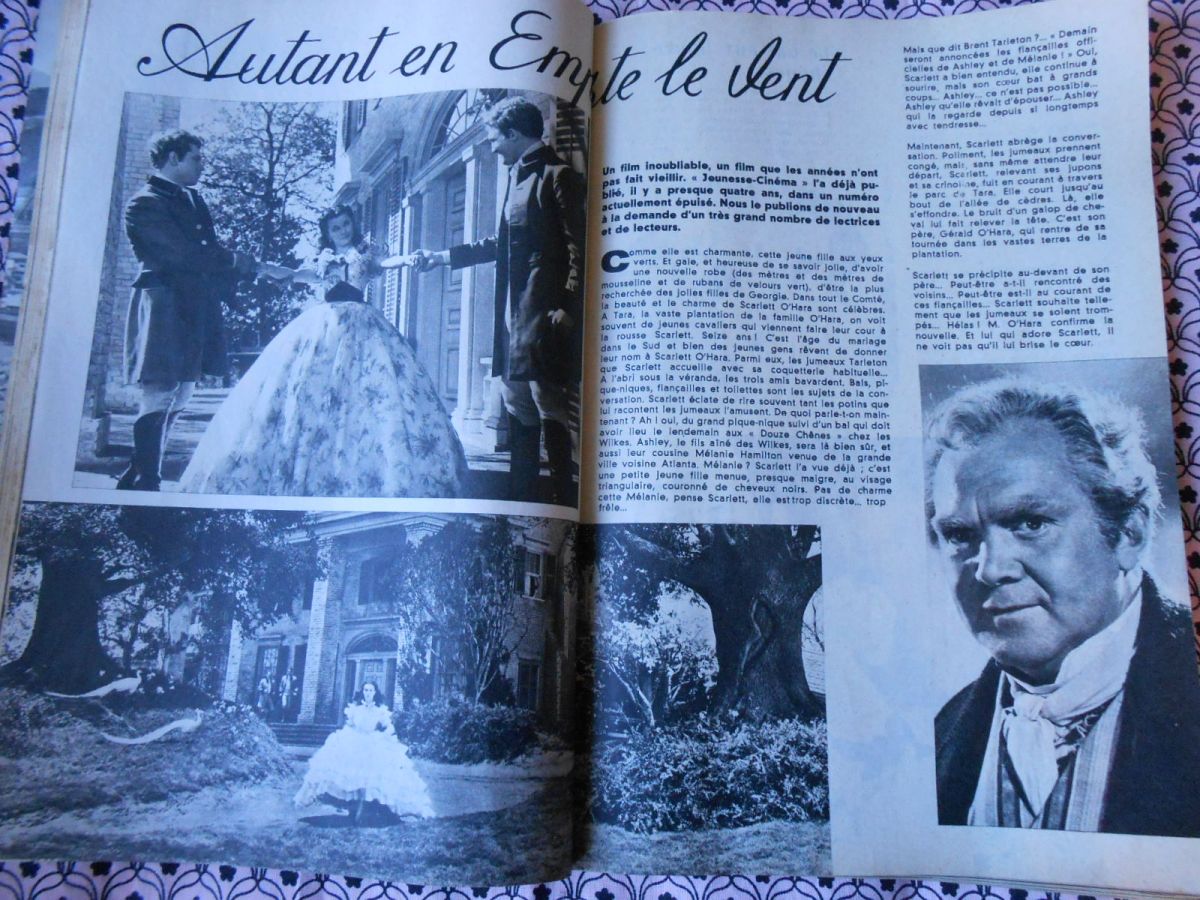 Autant en Emporte le Vent
Un film inoubliable, un film que les années n'ont
pas fait vieillir. « Jeunesse-Cinéma » l'a déjà pu-
blié, il y a presque quatre ans, dans un numéro
actuellement épuisé. Nous le publions de nouveau
à la demande d'un très grand nombre de lectrices
et de lecteurs.
Comme elle est charmante, cette jeune fille aux yeux
verts. Et gaie, et heureuse de se savoir jolie, d'avoir
une nouvelle robe (des mètres et des mètres de
mousseline et de rubans de velours vert), d'être la plus
recherchée des jolies filles de Georgie. Dans tout le Comté,
la beauté et le charme de Scarlett O'Hara sont célèbres.
A Tara, la vaste plantation de la famille O'Hara, on voit
souvent de jeunes cavaliers qui viennent faire leur cour à
la rousse Scarlett. Seize ans ! C'est l'âge du mariage
dans le Sud et bien des jeunes gens rêvent de donner
leur nom à Scarlett O'Hara. Parmi eux, les jumeaux Tarleton
que Scarlett accueille avec sa coquetterie habituelle...
A l'abri sous la véranda, les trois amis bavardent. Bals, pi-
que-niques, fiançailles et toilettes sont les sujets de la con-
versation. Scarlett éclate de rire souvent tant les potins que
lui racontent les jumeaux l'amusent. De quoi parle-t-on main-
tenant ? Ah ! oui, du grand pique-nique suivi d'un bal qui doit
avoir lieu le lendemain aux « Douze Chênes » chez les
Wilkes. Ashley, le fils aîné des Wilkes, sera là bien sûr, et
aussi leur cousine Mélanie Hamilton venue de la grande
ville voisine Atlanta. Mélanie ? Scarlett l'a vue déjà ; c'est
une petite jeune fille menue, presque maigre, au visage
triangulaire, couronné de cheveux noirs. Pas de charme
cette Mélanie, pense Scarlett, elle est trop discrète... trop
frêle...
Mais que dit Brent Tarleton ?... « Demain
seront annoncées les fiançailles offi-
cielles de Ashley et de Mélanie ! » Oui,
Scarlett a bien entendu, elle continue à
sourire, mais son cœur bat à grands
coups... Ashley... ce n'est pas possible...
Ashley qu'elle rêvait d'épouser... Ashley
qui la regarde depuis si longtemps
avec tendresse...
Maintenant, Scarlett abrège la conver-
sation. Poliment, les jumeaux prennent
congé, mais, sans même attendre leur
départ, Scarlett, relevant ses jupons
et sa crinoline, fuit en courant à travers
le parc de Tara. Elle court jusqu'au
bout de l'allée de cèdres. Là, elle
s'effondre. Le bruit d'un galop de che-
val lui fait relever la tête. C'est son
père, Gérald O'Hara, qui rentre de sa
tournée dans les vastes terres de la
plantation.
Scarlett se précipite au-devant de son
père... Peut-être a-t-il rencontré des
voisins... Peut-être est-il au courant de
ces fiançailles... Scarlett souhaite telle-
ment que les jumeaux se soient trom-
pés... Hélas ! M. O'Hara confirme la
nouvelle. Et lui qui adore Scarlett, il
ne voit pas qu'il lui brise le cœur.